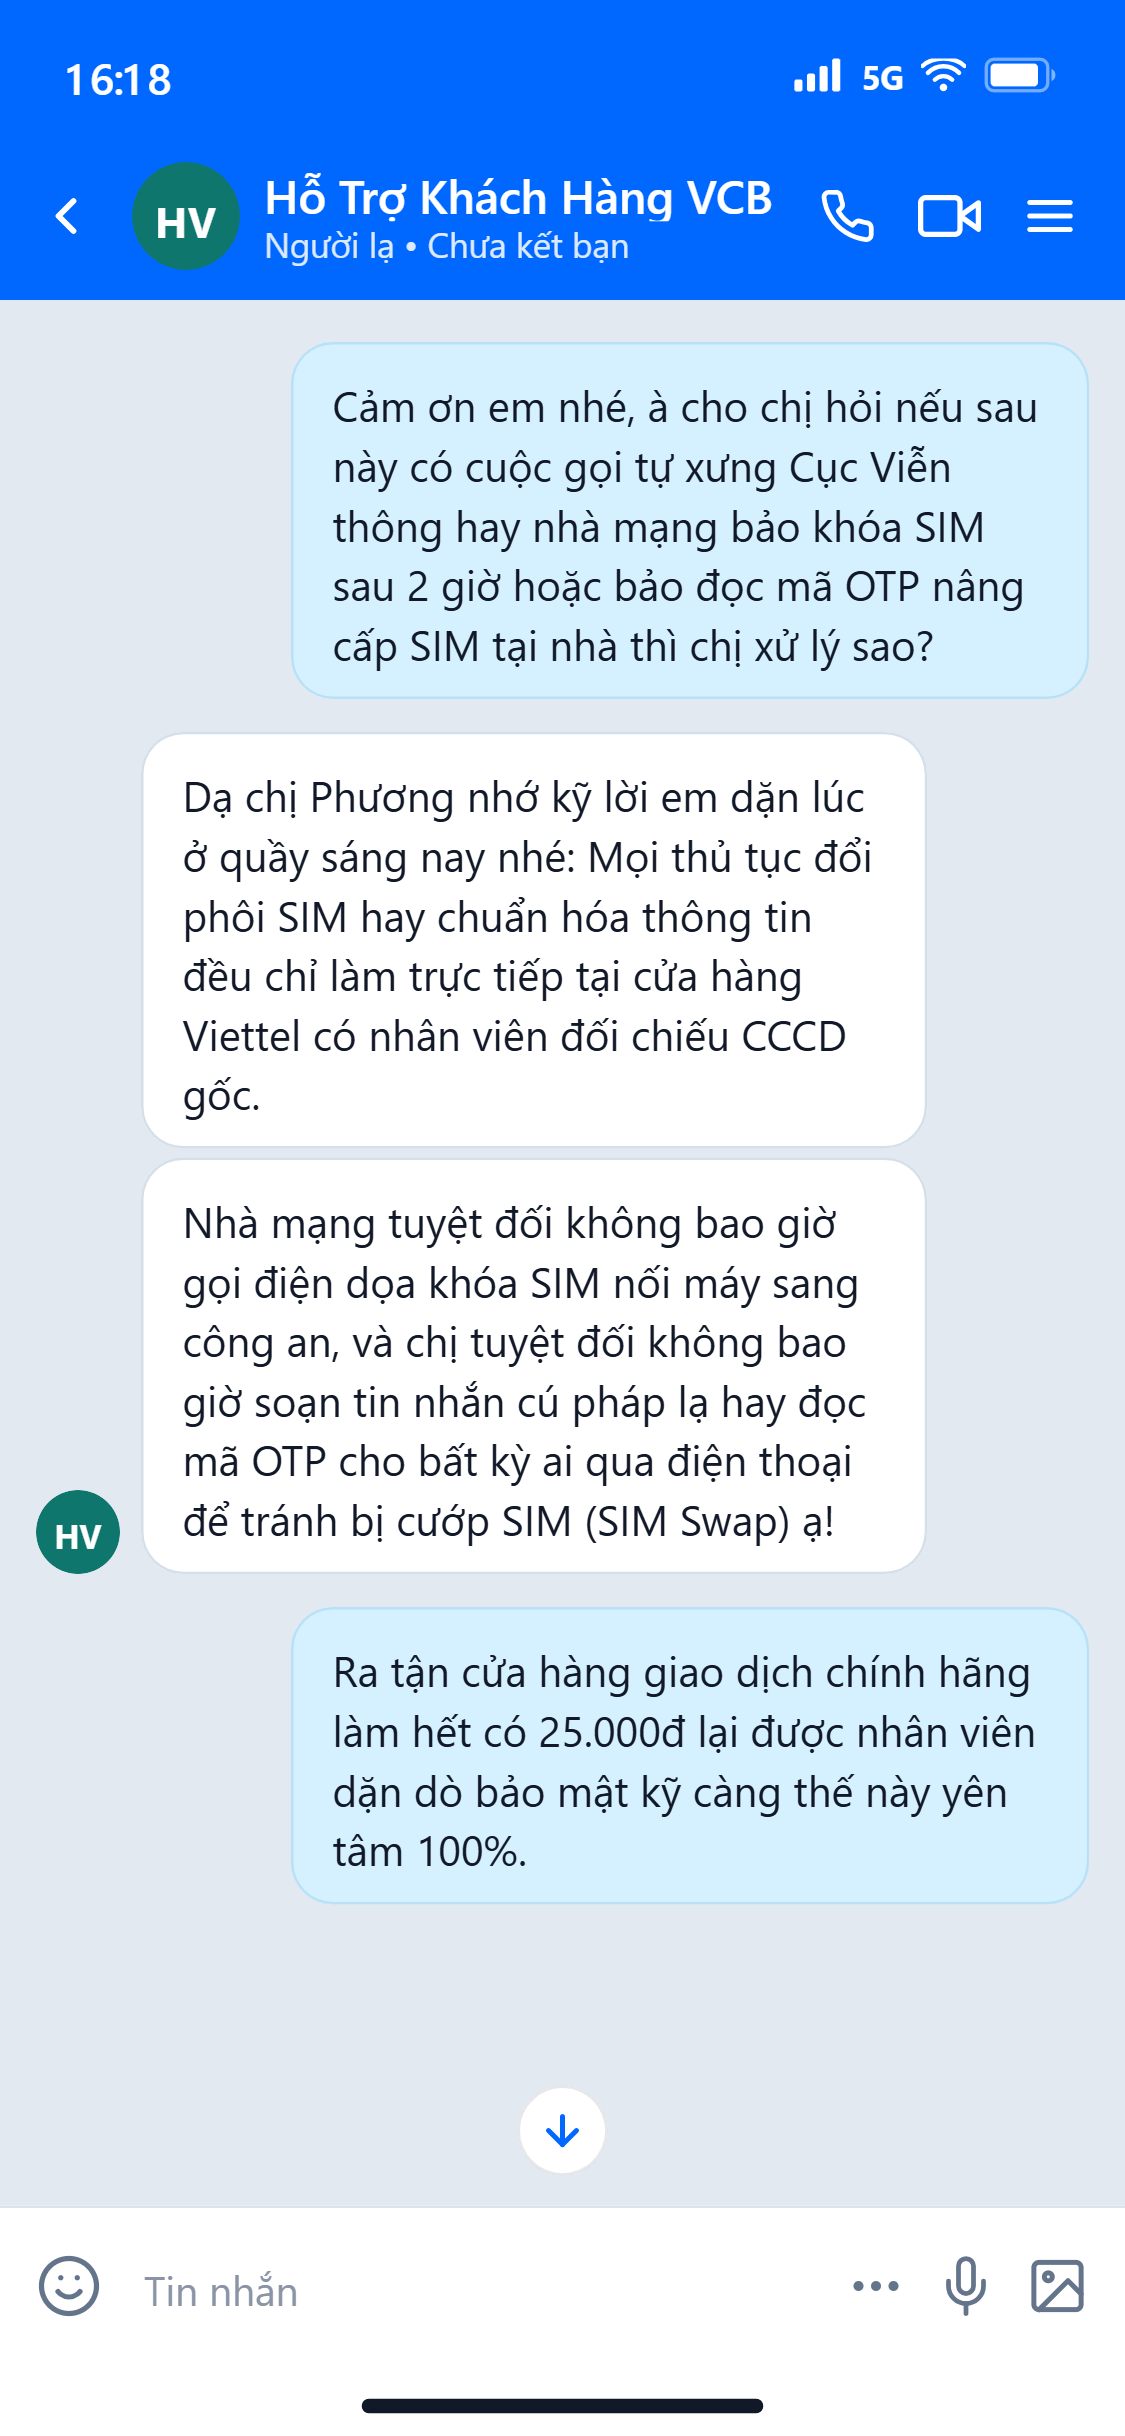 16:18
5G
HV
Hỗ Trợ Khách Hàng VCB
Người lạ • Chưa kết bạn
Cảm ơn em nhé, à cho chị hỏi nếu sau
này có cuộc gọi tự xưng Cục Viễn
thông hay nhà mạng bảo khóa SIM
sau 2 giờ hoặc bảo đọc mã OTP nâng
cấp SIM tại nhà thì chị xử lý sao?
Dạ chị Phương nhớ kỹ lời em dặn lúc
ở quầy sáng nay nhé: Mọi thủ tục đổi
phôi SIM hay chuẩn hóa thông tin
đều chỉ làm trực tiếp tại cửa hàng
Viettel có nhân viên đối chiếu CCCD
gốc.
Nhà mạng tuyệt đối không bao giờ
gọi điện dọa khóa SIM nối máy sang
công an, và chị tuyệt đối không bao
giờ soạn tin nhắn cú pháp lạ hay đọc
mã OTP cho bất kỳ ai qua điện thoại
để tránh bị cướp SIM (SIM Swap) ạ!
HV
Ra tận cửa hàng giao dịch chính hãng
làm hết có 25.000đ lại được nhân viên
dặn dò bảo mật kỹ càng thế này yên
tâm 100%.
Tin nhắn